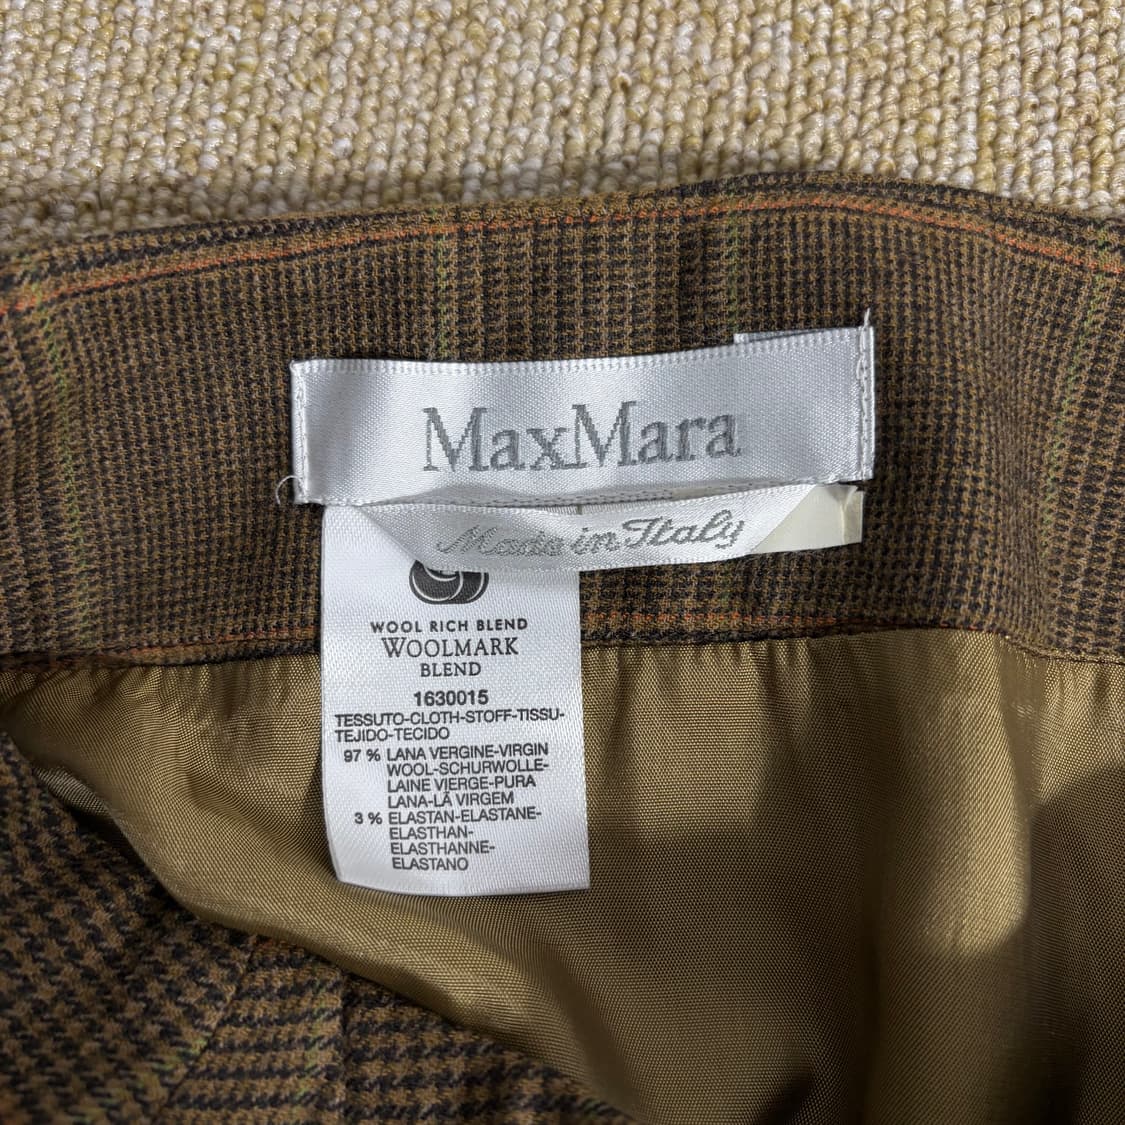 MaxMara
Made in Italy
WOOL RICH BLEND
WOOLMARK
BLEND
1630015
TESSUTO-CLOTH-STOFF-TISSU-
TEJIDO-TECIDO
97 % LANA VERGINE-VIRGIN
WOOL-SCHURWOLLE-
LAINE VIERGE-PURA
LANA-LÃ VIRGEM
3 % ELASTAN-ELASTANE-
ELASTHAN-
ELASTHANNE-
ELASTANO